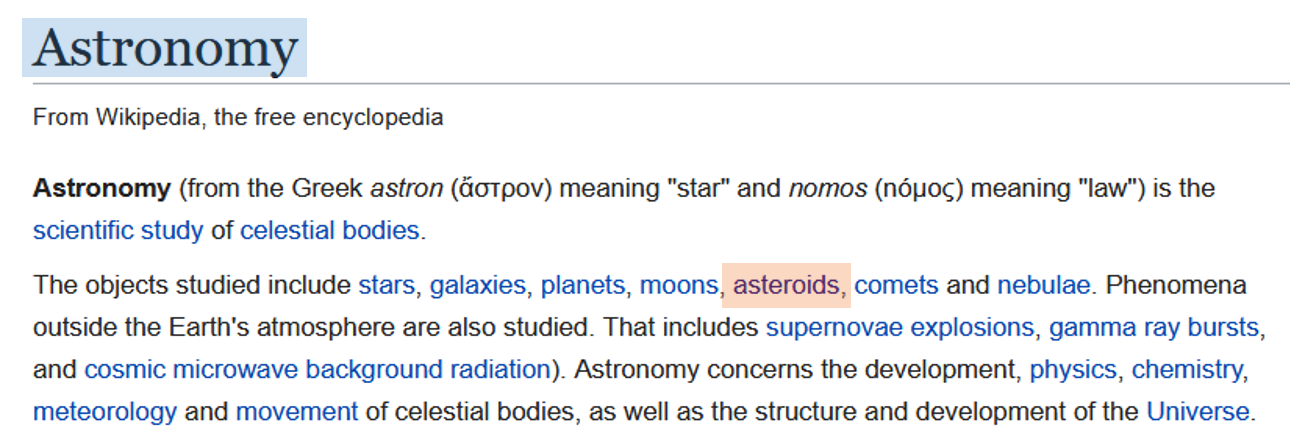 Astronomy
From Wikipedia, the free encyclopedia
Astronomy (from the Greek astron (ἄστρον) meaning "star" and nomos (νόμος) meaning "law") is the
scientific study of celestial bodies.
The objects studied include stars, galaxies, planets, moons, asteroids, comets and nebulae. Phenomena
outside the Earth's atmosphere are also studied. That includes supernovae explosions, gamma ray bursts,
and cosmic microwave background radiation). Astronomy concerns the development, physics, chemistry,
meteorology and movement of celestial bodies, as well as the structure and development of the Universe.